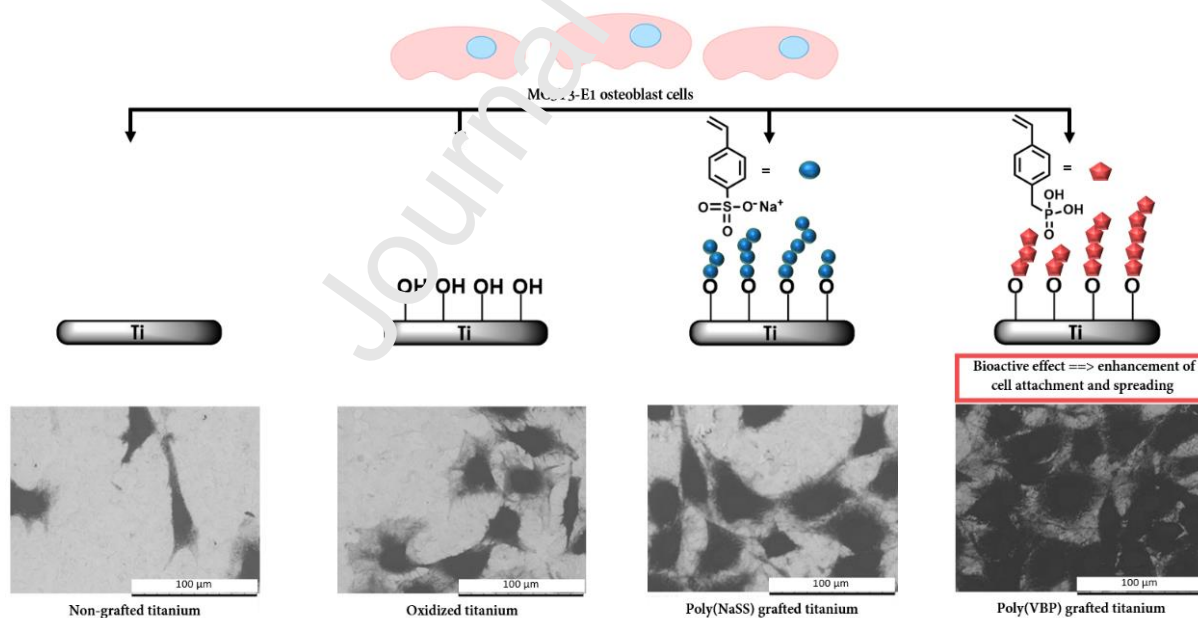 Journal
MC3T3-E1 osteoblast cells
=
O=S-O⁻Na⁺
O
=
OH
P-OH
O
OH OH OH OH
O O O O
O O O O
Ti
Ti
Ti
Ti
Bioactive effect ==> enhancement of
cell attachment and spreading
100 µm
100 µm
100 µm
100 µm
Non-grafted titanium
Oxidized titanium
Poly(NaSS) grafted titanium
Poly(VBP) grafted titanium